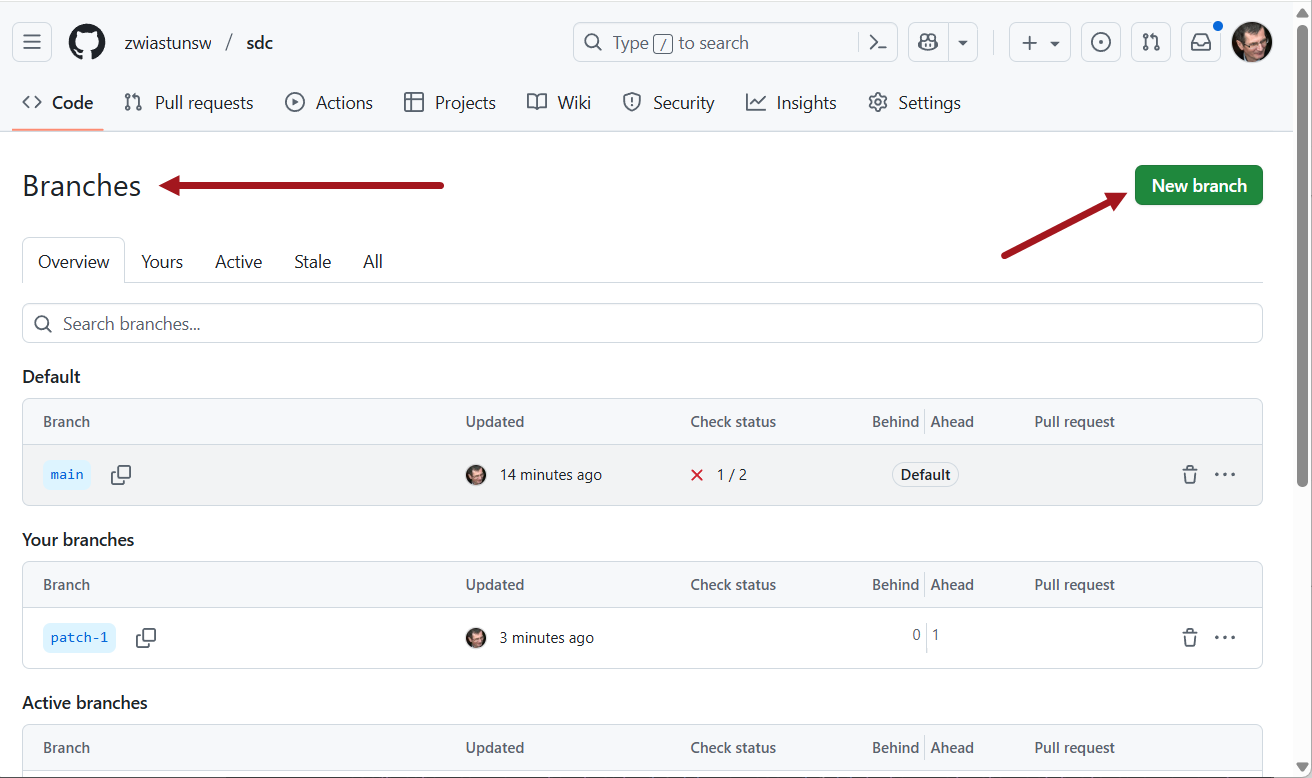 zwiastunsw / sdc Type / to search
Code Pull requests Actions Projects Wiki Security Insights Settings
Branches New branch
Overview Yours Active Stale All
Search branches...
Default
Branch Updated Check status Behind Ahead Pull request
main 14 minutes ago 1 / 2 Default
Your branches
Branch Updated Check status Behind Ahead Pull request
patch-1 3 minutes ago 0 1
Active branches
Branch Updated Check status Behind Ahead Pull request